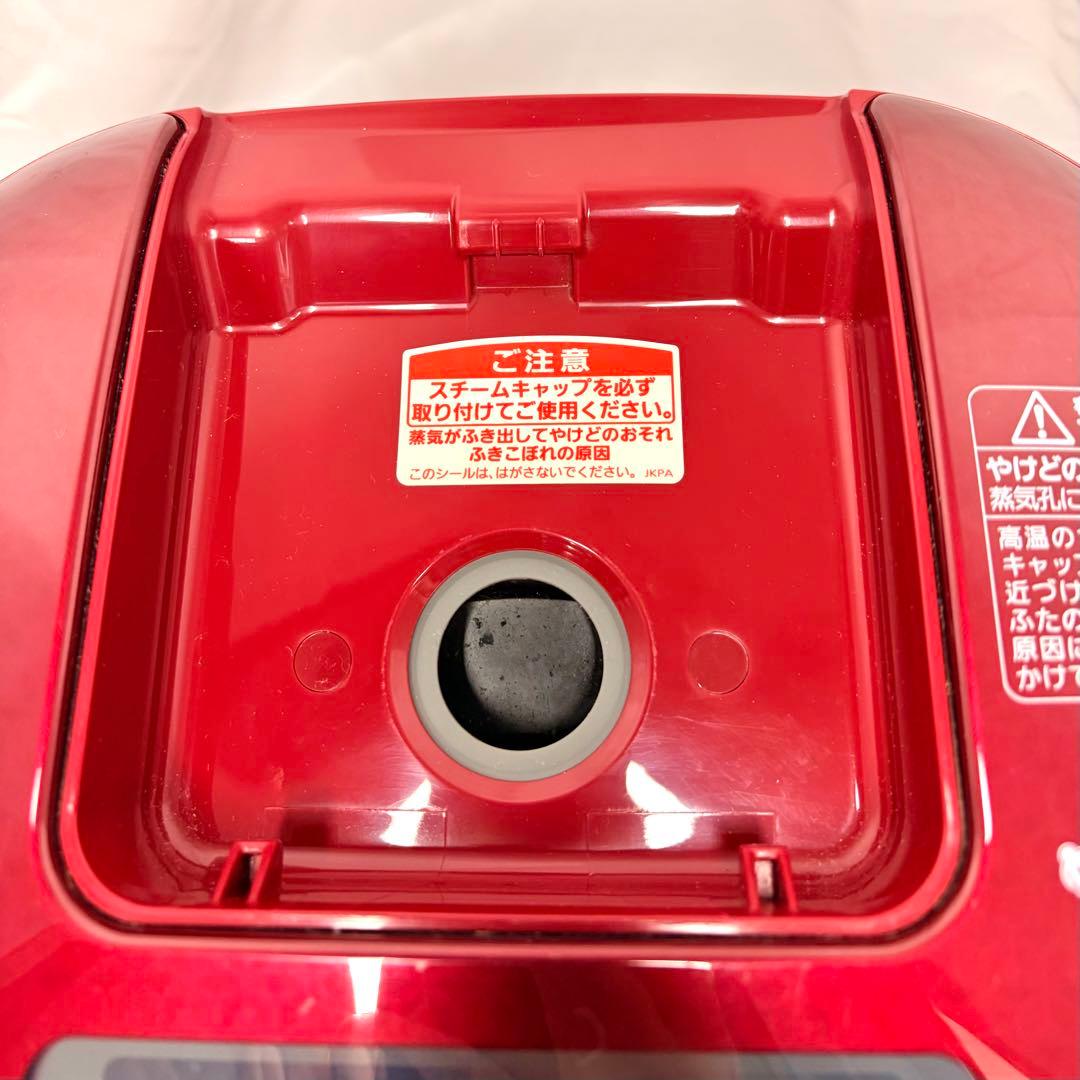 ご注意
スチームキャップを必ず
取り付けてご使用ください。
蒸気がふき出してやけどのおそれ
ふきこぼれの原因
このシールは、はがさないでください。 JKPA
やけどの
蒸気孔に
高温の
キャップ
近づけ
ふたの
原因に
かけて